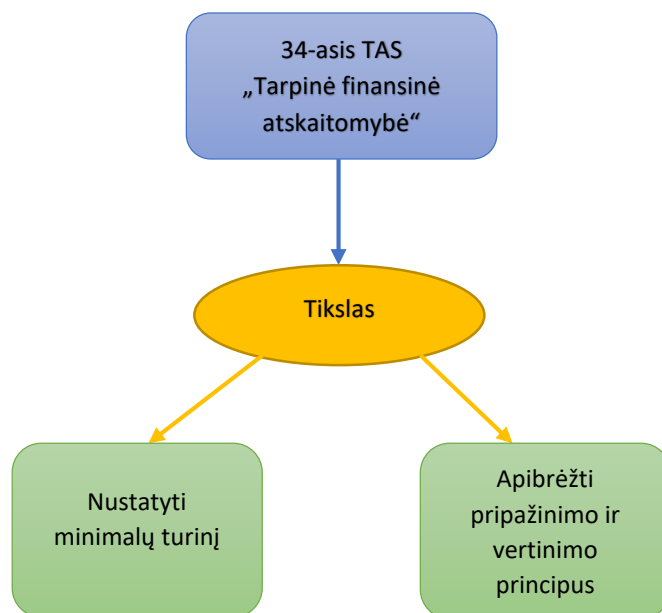 34-asis TAS
„Tarpinė finansinė
atskaitomybė“
Tikslas
Nustatyti
minimalų turinį
Apibrėžti
pripažinimo ir
vertinimo
principus